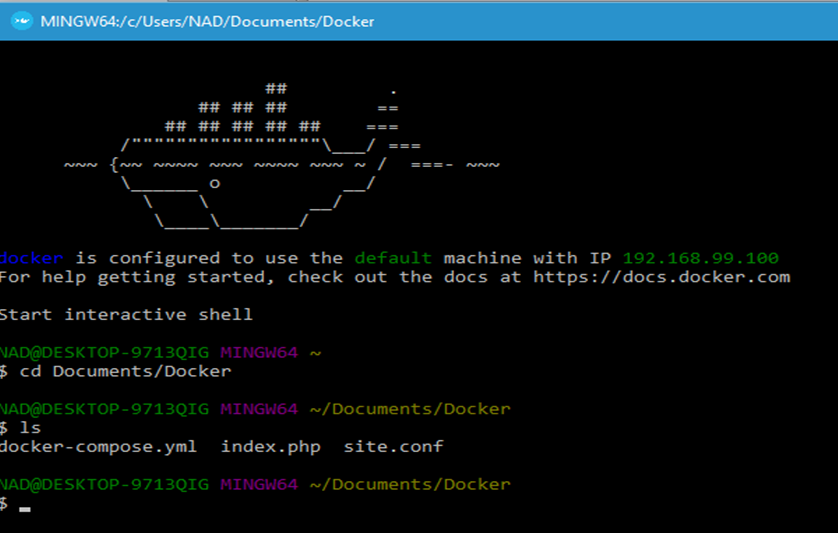 MINGW64:/c/Users/NAD/Documents/Docker
                        ##         .
                  ## ## ##        ==
               ## ## ## ## ##    ===
           /"""""""""""""""""\___/ ===
      ~~~ {~~ ~~~~ ~~~ ~~~~ ~~~ ~ /  ===- ~~~
           \______ o           __/
             \    \         __/
              \____\_______/
docker is configured to use the default machine with IP 192.168.99.100
For help getting started, check out the docs at https://docs.docker.com
Start interactive shell
NAD@DESKTOP-9713QIG MINGW64 ~
$ cd Documents/Docker
NAD@DESKTOP-9713QIG MINGW64 ~/Documents/Docker
$ ls
docker-compose.yml  index.php  site.conf
NAD@DESKTOP-9713QIG MINGW64 ~/Documents/Docker
$